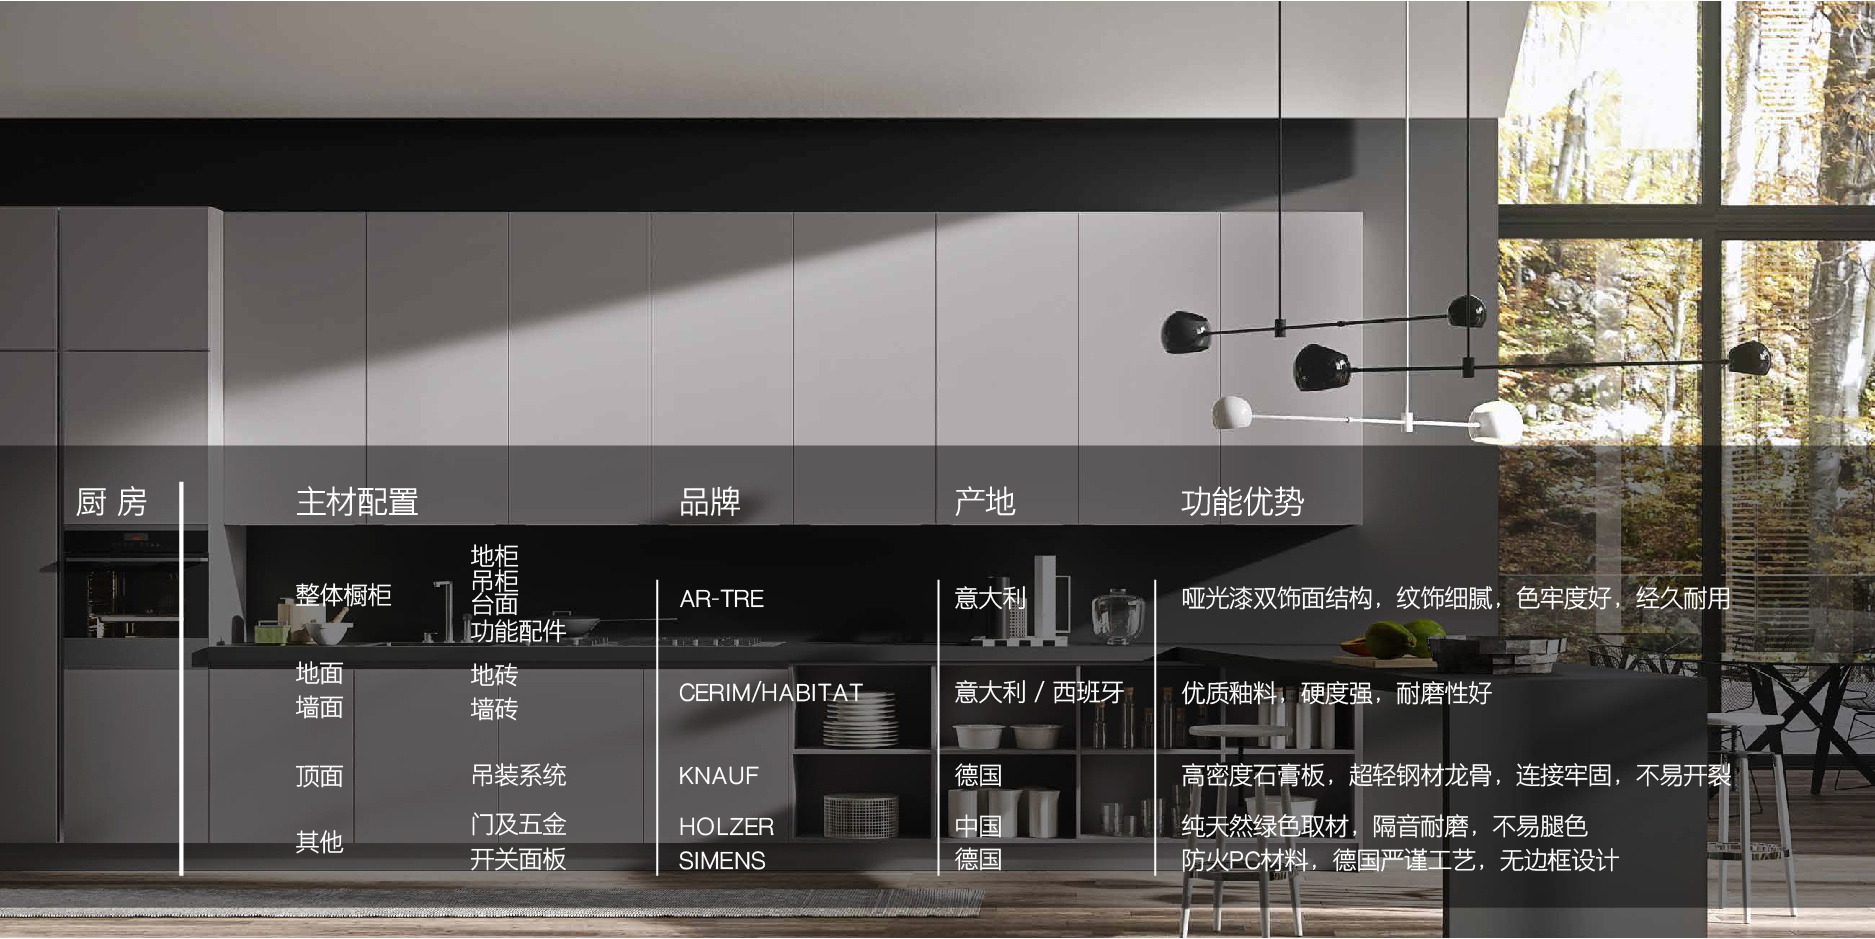 厨 房 主材配置 品牌 产地 功能优势
整体橱柜 地柜 吊柜 台面 功能配件 AR-TRE 意大利 哑光漆双饰面结构，纹饰细腻，色牢度好，经久耐用
地面 地砖 CERIM/HABITAT 意大利 / 西班牙 优质釉料，硬度强，耐磨性好
墙面 墙砖
顶面 吊装系统 KNAUF 德国 高密度石膏板，超轻钢材龙骨，连接牢固，不易开裂
其他 门及五金 HOLZER 中国 纯天然绿色取材，隔音耐磨，不易腿色
开关面板 SIMENS 德国 防火PC材料，德国严谨工艺，无边框设计